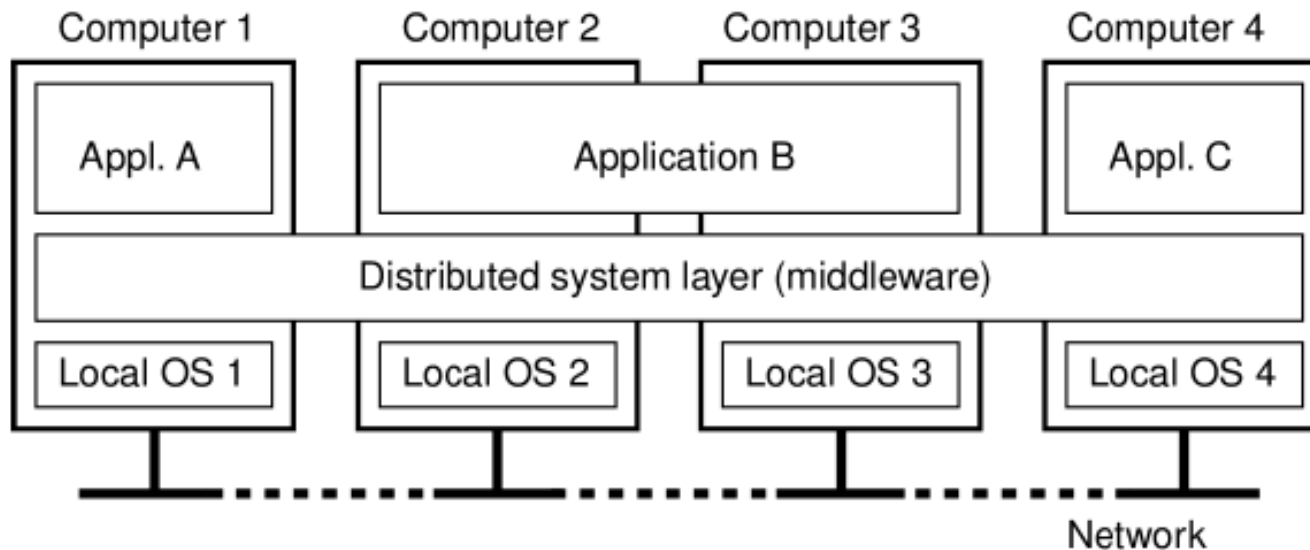 Computer 1
Computer 2
Computer 3
Computer 4
Appl. A
Application B
Appl. C
Distributed system layer (middleware)
Local OS 1
Local OS 2
Local OS 3
Local OS 4
Network